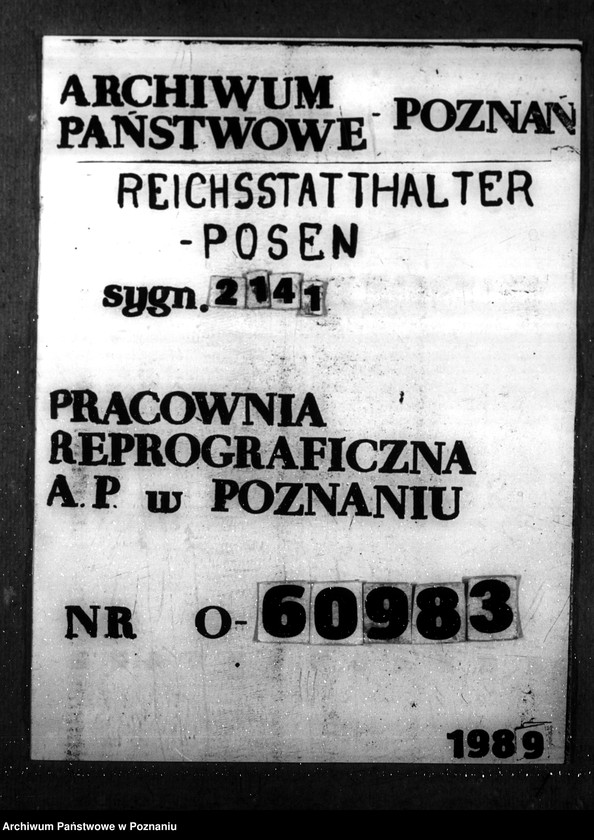 ARCHIWUM
PAŃSTWOWE - POZNAŃ
REICHSSTATTHALTER
- POSEN
sygn. 2141
PRACOWNIA
REPROGRAFICZNA
A.P. w POZNANIU
NR O-60983
1989
Archiwum Państwowe w Poznaniu